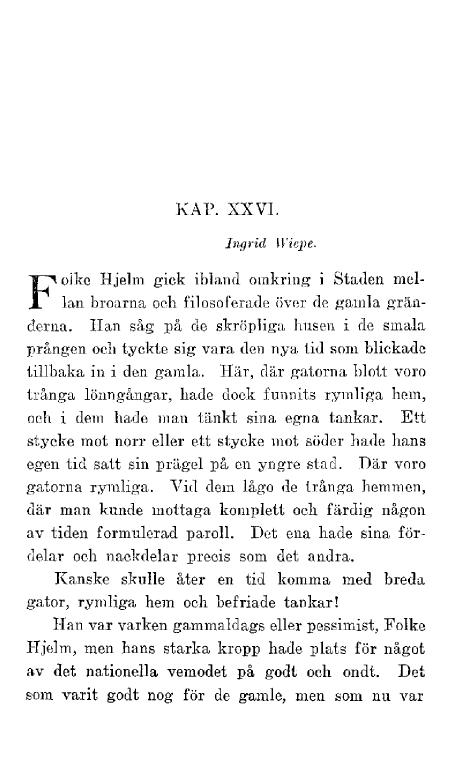 KAP. XXVI.
Ingrid Wiepe.
Folke Hjelm gick ibland omkring i Staden mel-
lan broarna och filosoferade över de gamla grän-
derna. Han såg på de skröpliga husen i de smala
prången och tyckte sig vara den nya tid som blickade
tillbaka in i den gamla. Här, där gatorna blott voro
trånga lönngångar, hade dock funnits rymliga hem,
och i dem hade man tänkt sina egna tankar. Ett
stycke mot norr eller ett stycke mot söder hade hans
egen tid satt sin prägel på en yngre stad. Där voro
gatorna rymliga. Vid dem lågo de trånga hemmen,
där man kunde mottaga komplett och färdig någon
av tiden formulerad paroll. Det ena hade sina för-
delar och nackdelar precis som det andra.
Kanske skulle åter en tid komma med breda
gator, rymliga hem och befriade tankar!
Han var varken gammaldags eller pessimist, Folke
Hjelm, men hans starka kropp hade plats för något
av det nationella vemodet på godt och ondt. Det
som varit godt nog för de gamle, men som nu var